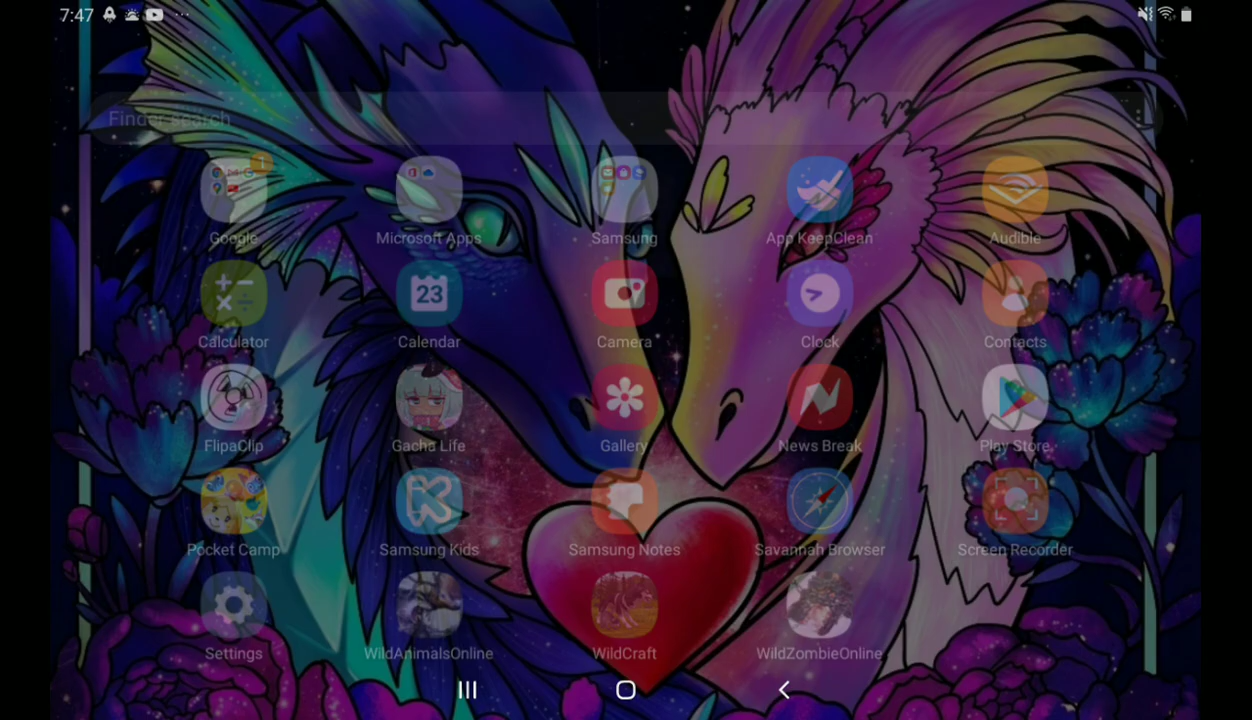 7:47
Finder search
1
Google
Microsoft Apps
Samsung
App KeepClean
Audible
23
Calculator
Calendar
Camera
Clock
Contacts
FlipaClip
Gacha Life
Gallery
News Break
Play Store
Pocket Camp
Samsung Kids
Samsung Notes
Savannah Browser
Screen Recorder
Settings
WildAnimalsOnline
WildCraft
WildZombieOnline